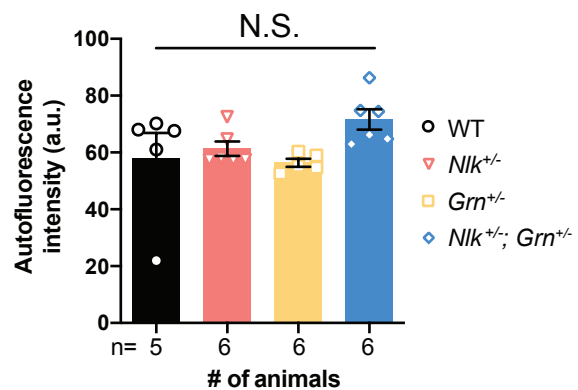 N.S.
Autofluorescence
intensity (a.u.)
100
80
60
40
20
0
WT
Nlk+/-
Grn+/-
Nlk+/-; Grn+/-
n= 5 6 6 6
# of animals